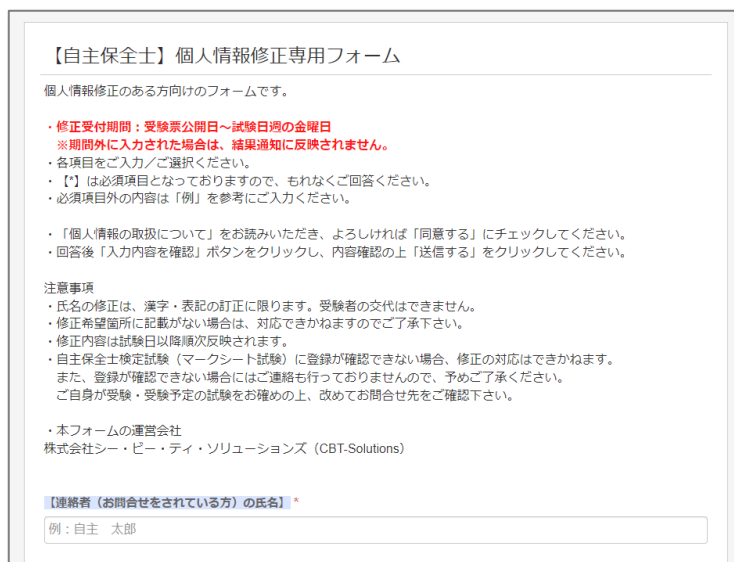 【自主保全士】個人情報修正専用フォーム
個人情報修正のある方向けのフォームです。
・修正受付期間：受験票公開日～試験日週の金曜日
※期間外に入力された場合は、結果通知に反映されません。
・各項目をご入力／ご選択ください。
・【*】は必須項目となっておりますので、もれなくご回答ください。
・必須項目外の内容は「例」を参考にご入力ください。
・「個人情報の取扱について」をお読みいただき、よろしければ「同意する」にチェックしてください。
・回答後「入力内容を確認」ボタンをクリックし、内容確認の上「送信する」をクリックしてください。
注意事項
・氏名の修正は、漢字・表記の訂正に限ります。受験者の交代はできません。
・修正希望箇所に記載がない場合は、対応できかねますのでご了承下さい。
・修正内容は試験日以降順次反映されます。
・自主保全士検定試験（マークシート試験）に登録が確認できない場合、修正の対応はできかねます。
また、登録が確認できない場合にはご連絡も行っておりませんので、予めご了承ください。
ご自身が受験・受験予定の試験をお確めの上、改めてお問合せ先をご確認下さい。
・本フォームの運営会社
株式会社シー・ビー・ティ・ソリューションズ（CBT-Solutions）
【連絡者（お問合せをされている方）の氏名】 *
例：自主　太郎